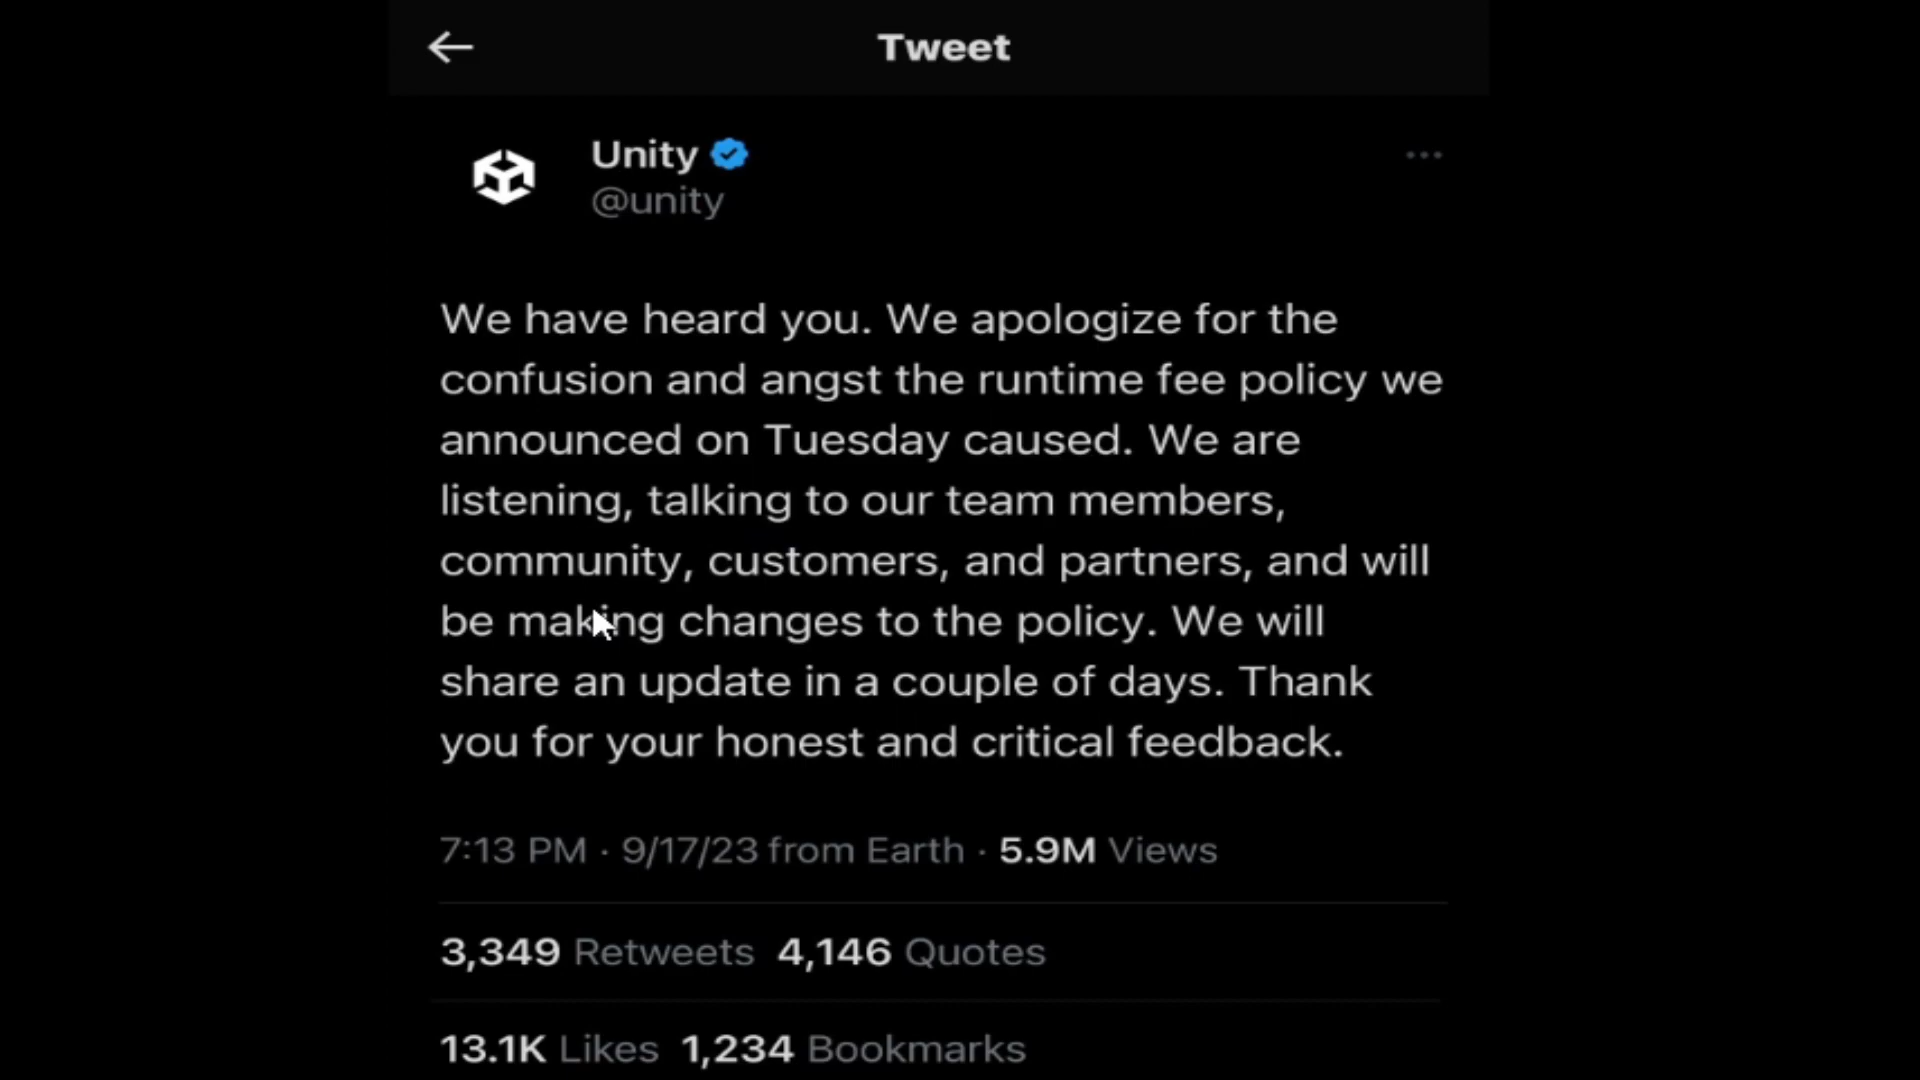 Tweet
Unity
@unity
We have heard you. We apologize for the
confusion and angst the runtime fee policy we
announced on Tuesday caused. We are
listening, talking to our team members,
community, customers, and partners, and will
be making changes to the policy. We will
share an update in a couple of days. Thank
you for your honest and critical feedback.
7:13 PM · 9/17/23 from Earth · 5.9M Views
3,349 Retweets 4,146 Quotes
13.1K Likes 1,234 Bookmarks